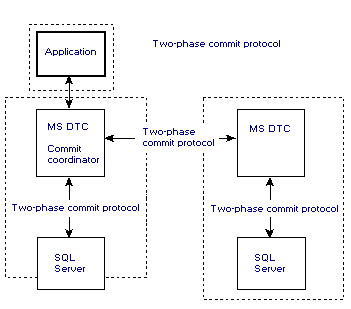 Application
Two-phase commit protocol
MS DTC
Commit
coordinator
Two-phase
commit protocol
MS DTC
Two-phase commit protocol
Two-phase commit protocol
SQL
Server
SQL
Server